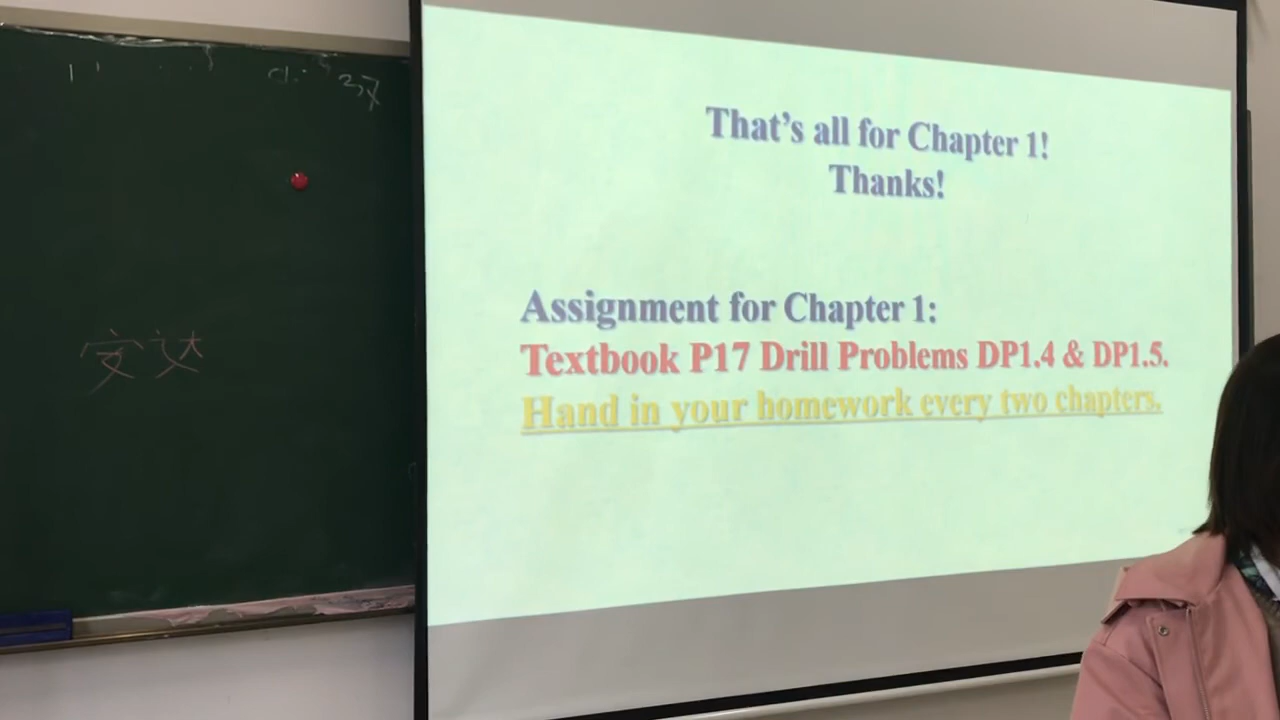 安达
That's all for Chapter 1!
Thanks!
Assignment for Chapter 1:
Textbook P17 Drill Problems DP1.4 & DP1.5.
Hand in your homework every two chapters.